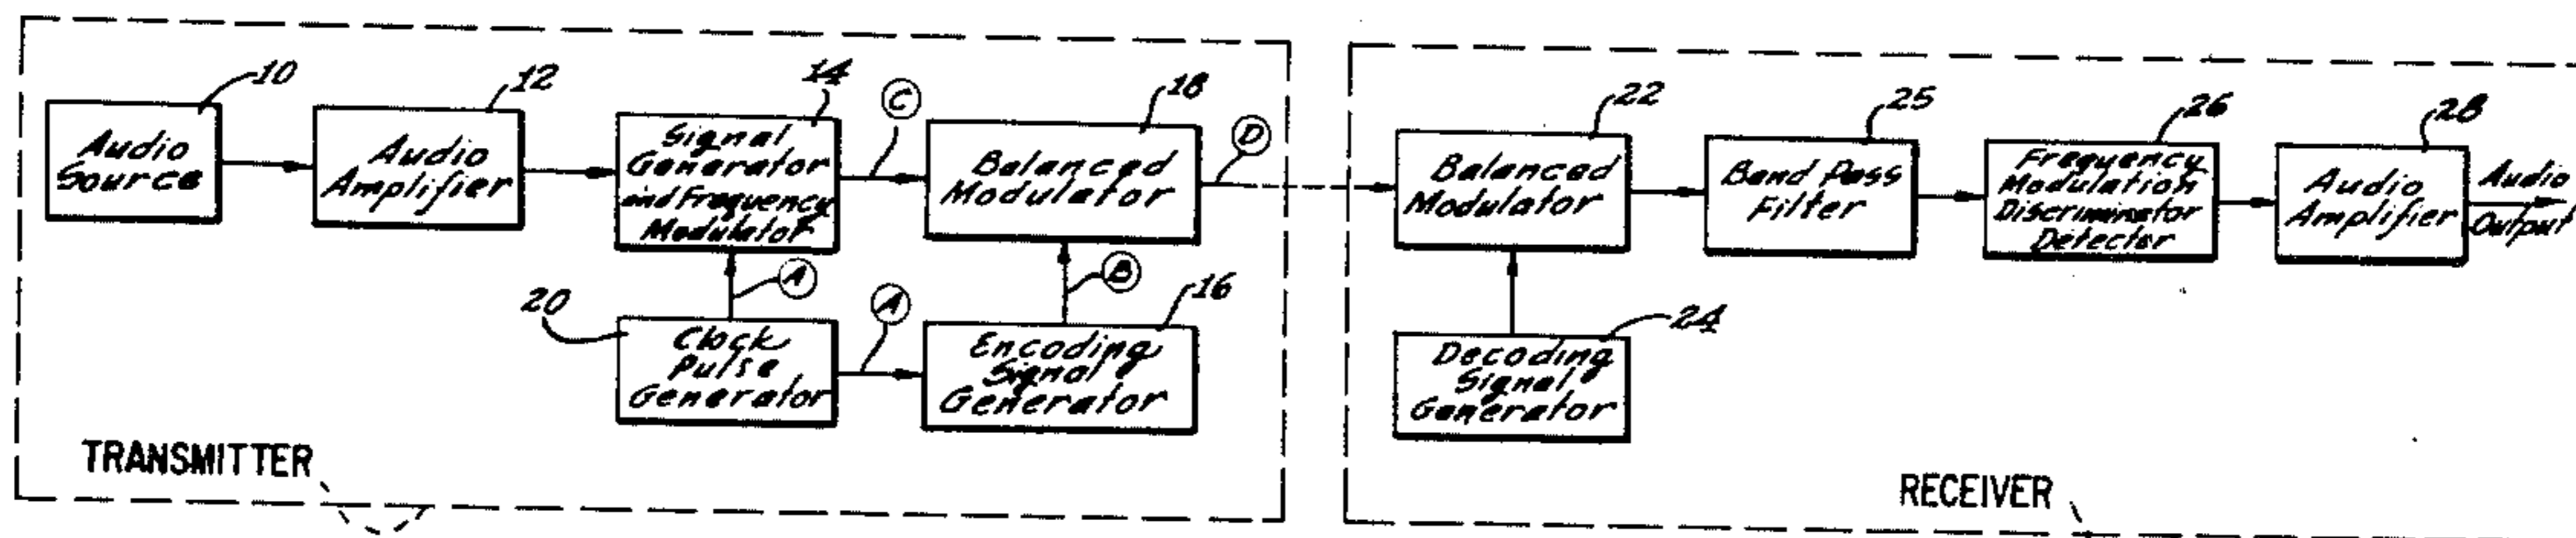 10
Audio
Source
12
Audio
Amplifier
14
Signal
Generator
and Frequency
Modulator
C
18
Balanced
Modulator
D
A
B
20
Clock
Pulse
Generator
A
16
Encoding
Signal
Generator
TRANSMITTER
22
Balanced
Modulator
25
Band Pass
Filter
26
Frequency
Modulation
Discriminator
Detector
28
Audio
Amplifier
Audio
Output
24
Decoding
Signal
Generator
RECEIVER